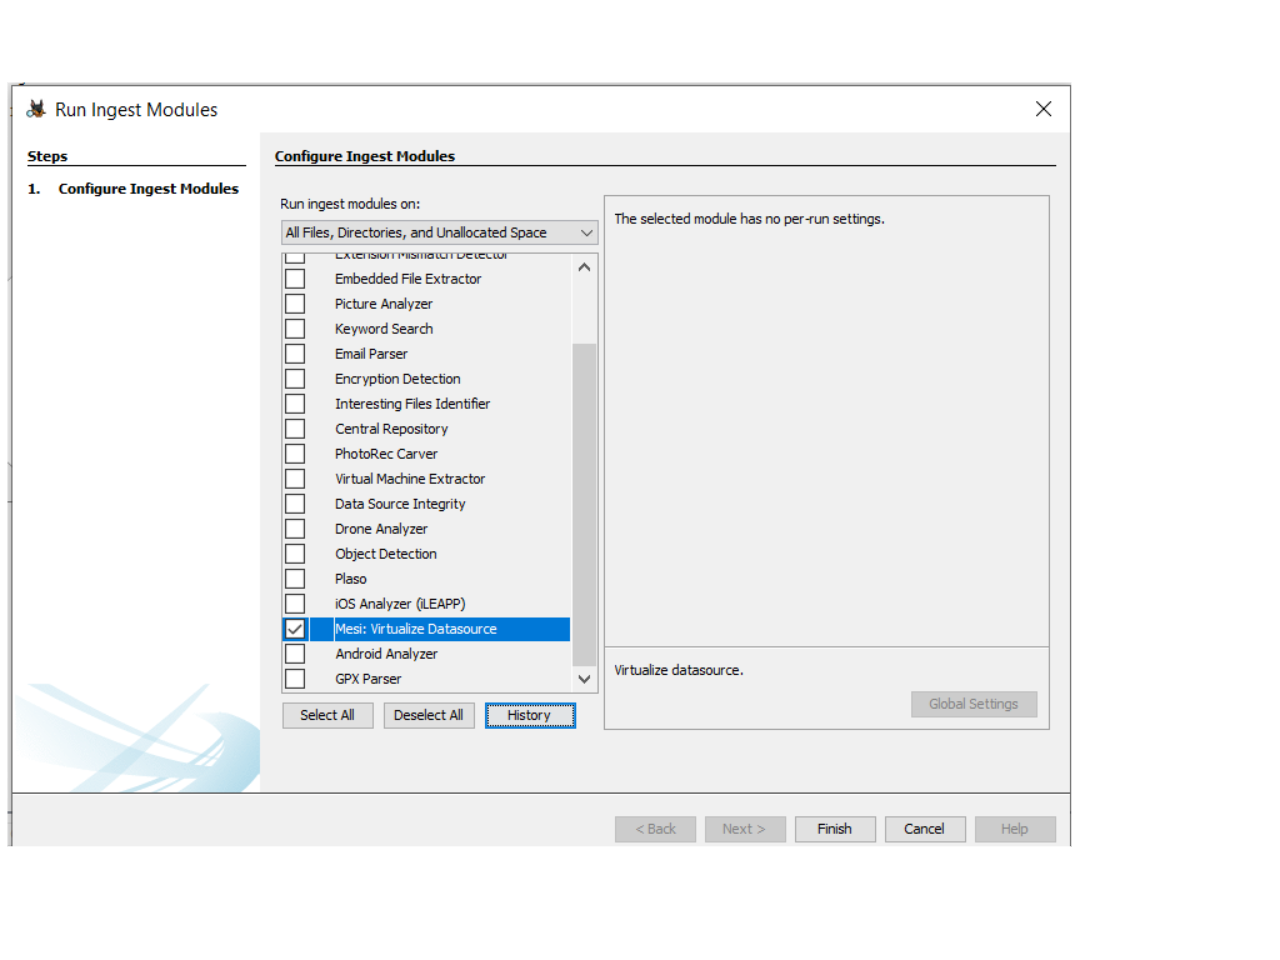 Run Ingest Modules
Steps
1. Configure Ingest Modules
Configure Ingest Modules
Run ingest modules on:
All Files, Directories, and Unallocated Space
Extension Mismatch Detector
Embedded File Extractor
Picture Analyzer
Keyword Search
Email Parser
Encryption Detection
Interesting Files Identifier
Central Repository
PhotoRec Carver
Virtual Machine Extractor
Data Source Integrity
Drone Analyzer
Object Detection
Plaso
iOS Analyzer (iLEAPP)
Mesi: Virtualize Datasource
Android Analyzer
GPX Parser
Select All
Deselect All
History
The selected module has no per-run settings.
Virtualize datasource.
Global Settings
< Back
Next >
Finish
Cancel
Help